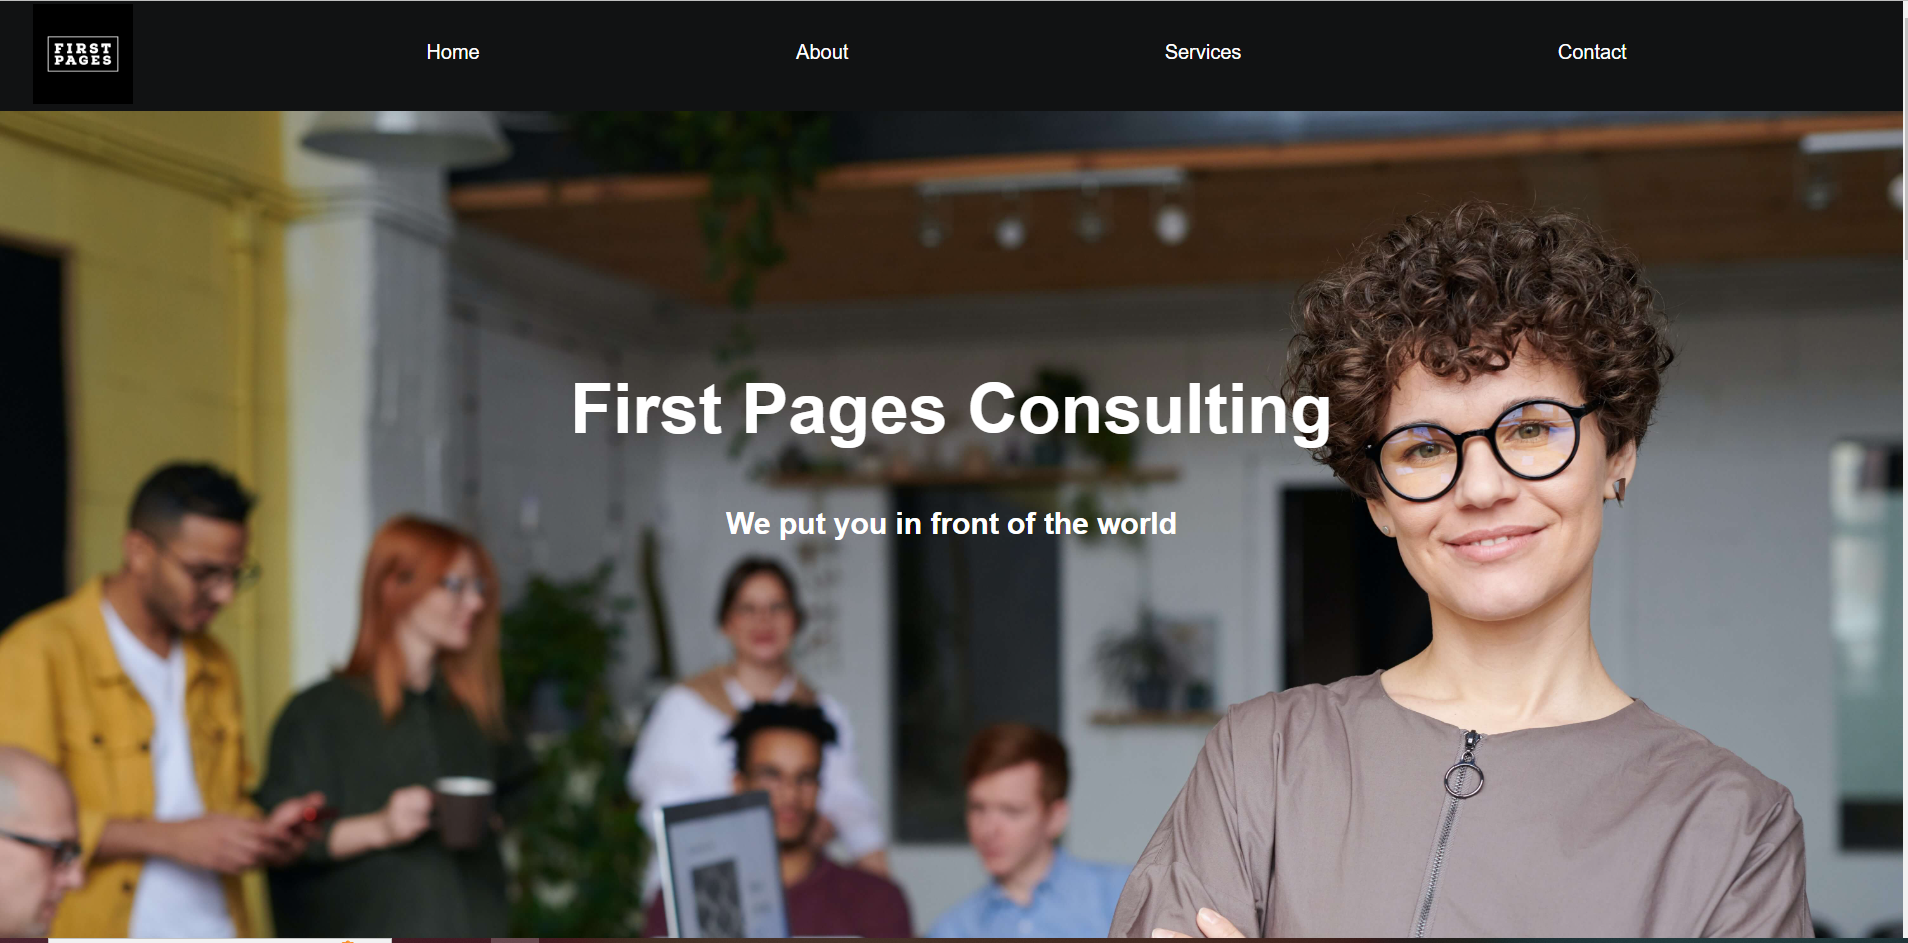 FIRST
PAGES
Home
About
Services
Contact
First Pages Consulting
We put you in front of the world